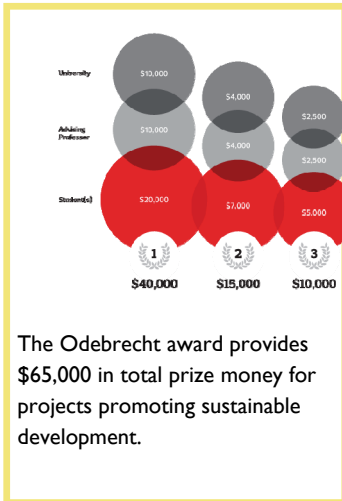 University
$10,000
$4,000
$2,500
Advising
Professor
$10,000
$4,000
$2,500
Student(s)
$20,000
$7,000
$5,000
1
2
3
$40,000
$15,000
$10,000
The Odebrecht award provides
$65,000 in total prize money for
projects promoting sustainable
development.